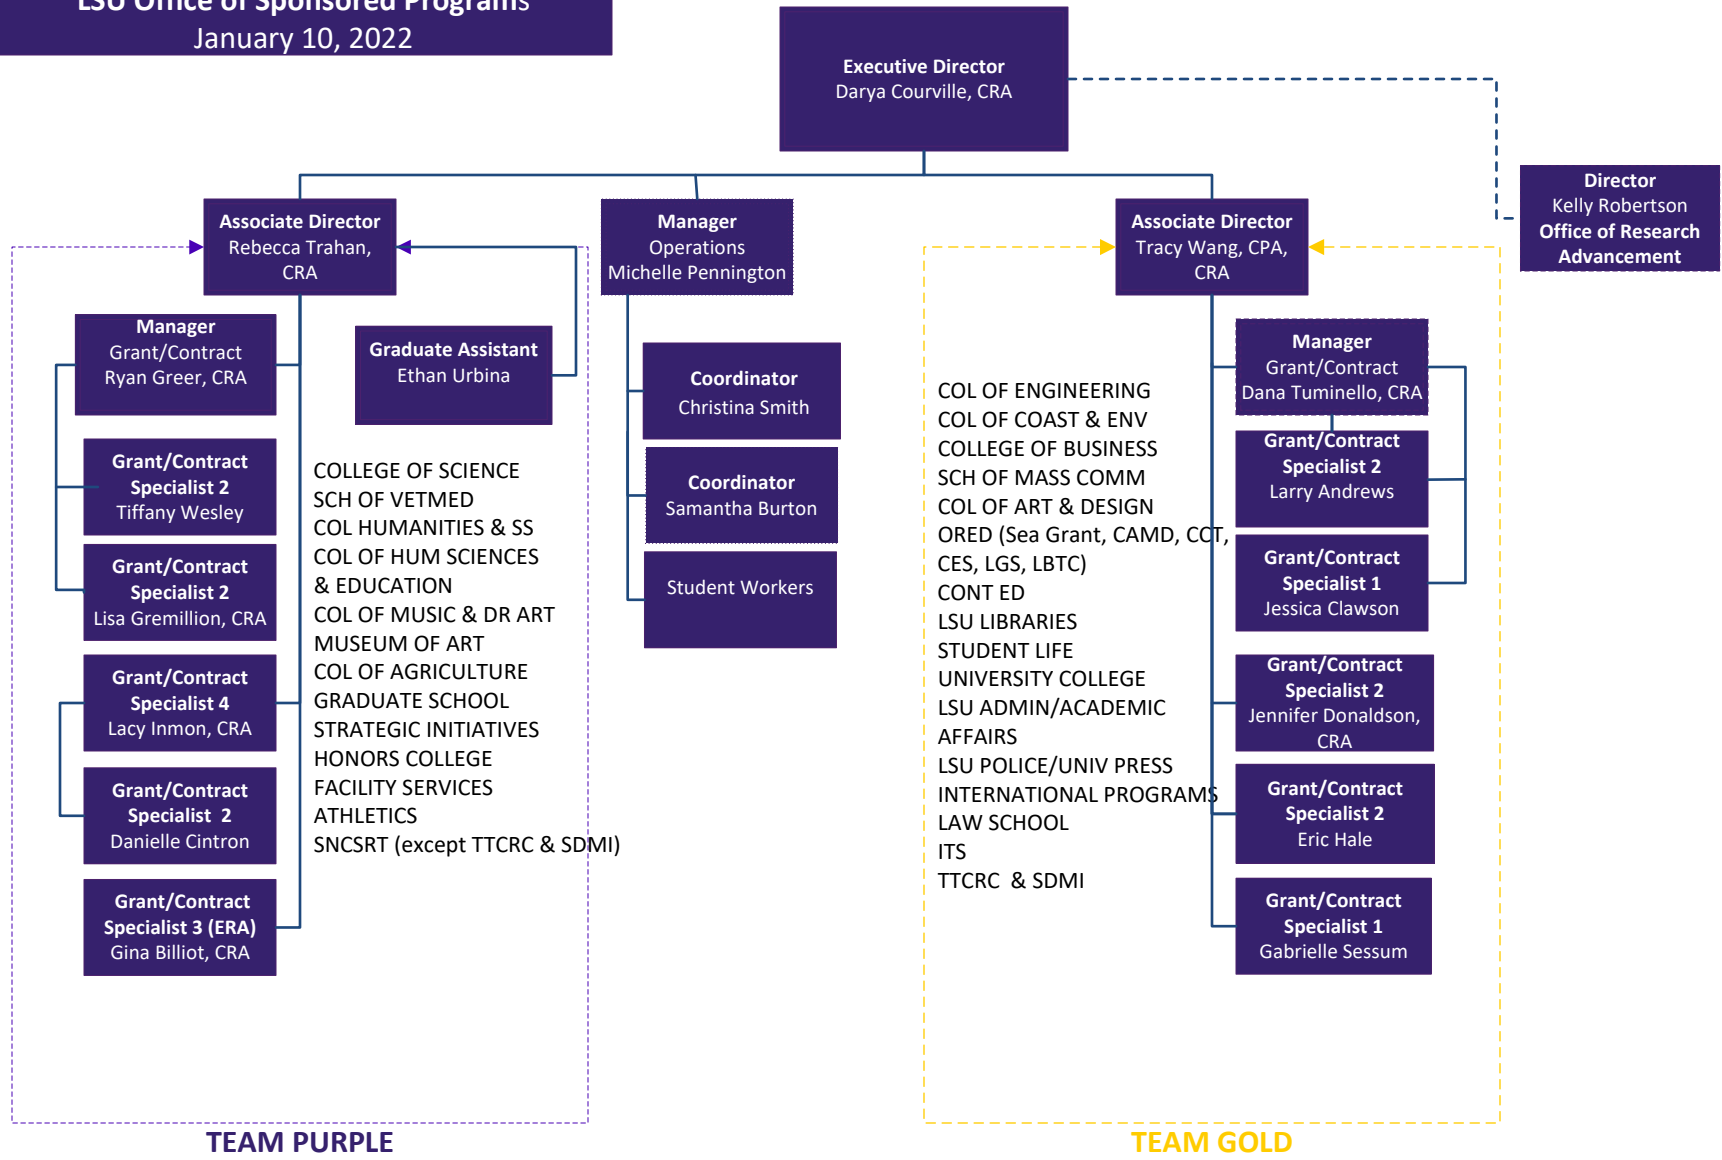 LSU Office of Sponsored Programs
January 10, 2022
Executive Director
Darya Courville, CRA
Director
Kelly Robertson
Office of Research
Advancement
Associate Director
Rebecca Trahan,
CRA
Manager
Operations
Michelle Pennington
Associate Director
Tracy Wang, CPA,
CRA
Manager
Grant/Contract
Ryan Greer, CRA
Graduate Assistant
Ethan Urbina
Grant/Contract
Specialist 2
Tiffany Wesley
Grant/Contract
Specialist 2
Lisa Gremillion, CRA
Grant/Contract
Specialist 4
Lacy Inmon, CRA
Grant/Contract
Specialist  2
Danielle Cintron
Grant/Contract
Specialist 3 (ERA)
Gina Billiot, CRA
COLLEGE OF SCIENCE
SCH OF VETMED
COL HUMANITIES & SS
COL OF HUM SCIENCES
& EDUCATION
COL OF MUSIC & DR ART
MUSEUM OF ART
COL OF AGRICULTURE
GRADUATE SCHOOL
STRATEGIC INITIATIVES
HONORS COLLEGE
FACILITY SERVICES
ATHLETICS
SNCSRT (except TTCRC & SDMI)
Coordinator
Christina Smith
Coordinator
Samantha Burton
Student Workers
COL OF ENGINEERING
COL OF COAST & ENV
COLLEGE OF BUSINESS
SCH OF MASS COMM
COL OF ART & DESIGN
ORED (Sea Grant, CAMD, CCT,
CES, LGS, LBTC)
CONT ED
LSU LIBRARIES
STUDENT LIFE
UNIVERSITY COLLEGE
LSU ADMIN/ACADEMIC
AFFAIRS
LSU POLICE/UNIV PRESS
INTERNATIONAL PROGRAMS
LAW SCHOOL
ITS
TTCRC  & SDMI
Manager
Grant/Contract
Dana Tuminello, CRA
Grant/Contract
Specialist 2
Larry Andrews
Grant/Contract
Specialist 1
Jessica Clawson
Grant/Contract
Specialist 2
Jennifer Donaldson,
CRA
Grant/Contract
Specialist 2
Eric Hale
Grant/Contract
Specialist 1
Gabrielle Sessum
TEAM PURPLE
TEAM GOLD